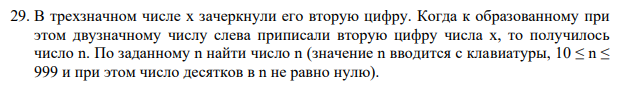 29. В трехзначном числе x зачеркнули его вторую цифру. Когда к образованному при
этом двузначному числу слева приписали вторую цифру числа x, то получилось
число n. По заданному n найти число n (значение n вводится с клавиатуры, 10 ≤ n ≤
999 и при этом число десятков в n не равно нулю).